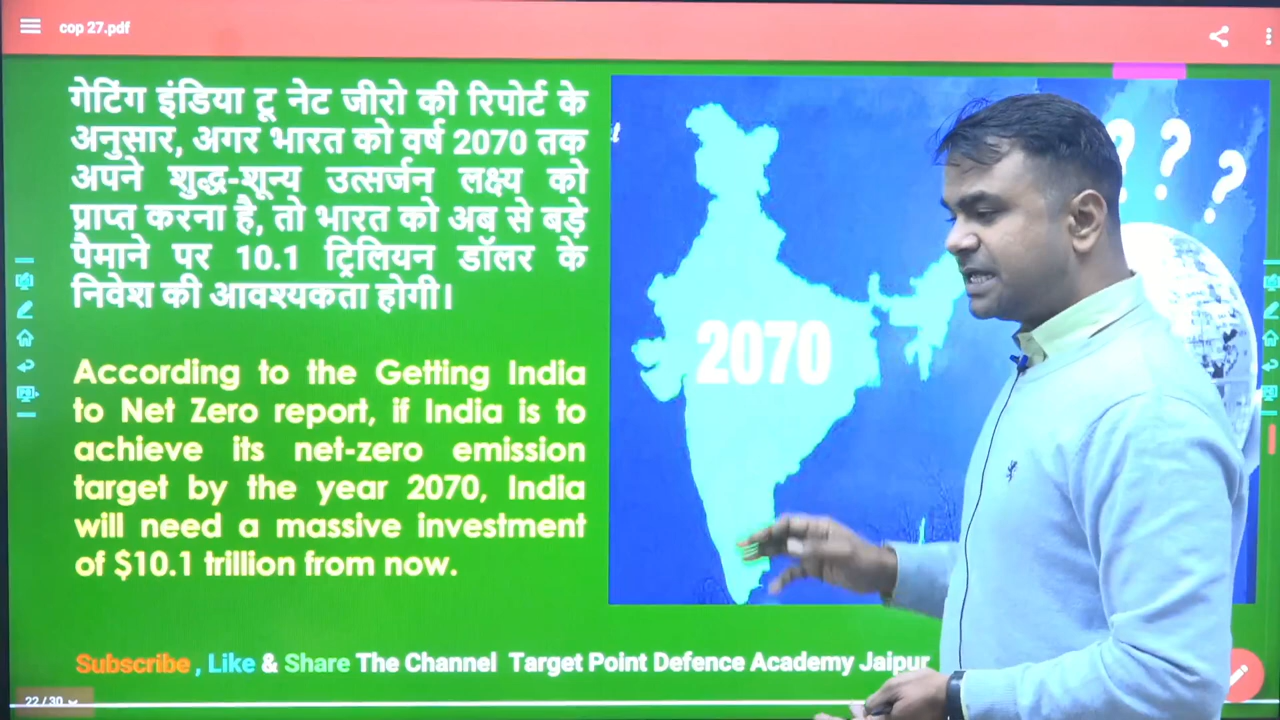 cop 27.pdf
गेटिंग इंडिया टू नेट जीरो की रिपोर्ट के
अनुसार, अगर भारत को वर्ष 2070 तक
अपने शुद्ध-शून्य उत्सर्जन लक्ष्य को
प्राप्त करना है, तो भारत को अब से बड़े
पैमाने पर 10.1 ट्रिलियन डॉलर के
निवेश की आवश्यकता होगी।
According to the Getting India
to Net Zero report, if India is to
achieve its net-zero emission
target by the year 2070, India
will need a massive investment
of $10.1 trillion from now.
2070
???
Subscribe , Like & Share The Channel Target Point Defence Academy Jaipur
22 / 30